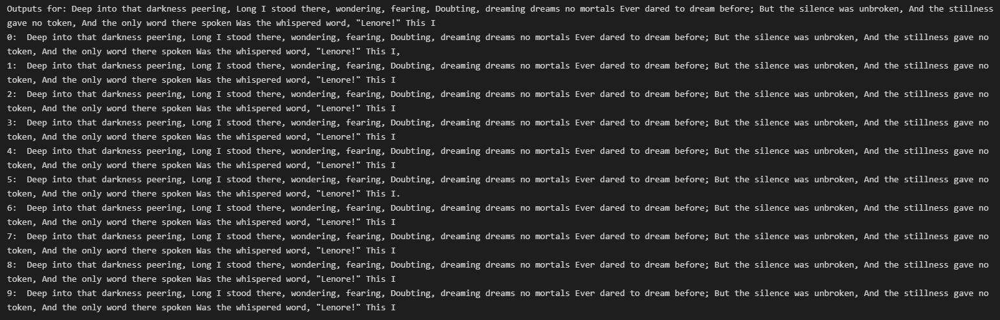 Outputs for: Deep into that darkness peering, Long I stood there, wondering, fearing, Doubting, dreaming dreams no mortals Ever dared to dream before; But the silence was unbroken, And the stillness
gave no token, And the only word there spoken Was the whispered word, "Lenore!" This I
0:  Deep into that darkness peering, Long I stood there, wondering, fearing, Doubting, dreaming dreams no mortals Ever dared to dream before; But the silence was unbroken, And the stillness gave no
token, And the only word there spoken Was the whispered word, "Lenore!" This I,
1:  Deep into that darkness peering, Long I stood there, wondering, fearing, Doubting, dreaming dreams no mortals Ever dared to dream before; But the silence was unbroken, And the stillness gave no
token, And the only word there spoken Was the whispered word, "Lenore!" This I
2:  Deep into that darkness peering, Long I stood there, wondering, fearing, Doubting, dreaming dreams no mortals Ever dared to dream before; But the silence was unbroken, And the stillness gave no
token, And the only word there spoken Was the whispered word, "Lenore!" This I
3:  Deep into that darkness peering, Long I stood there, wondering, fearing, Doubting, dreaming dreams no mortals Ever dared to dream before; But the silence was unbroken, And the stillness gave no
token, And the only word there spoken Was the whispered word, "Lenore!" This I
4:  Deep into that darkness peering, Long I stood there, wondering, fearing, Doubting, dreaming dreams no mortals Ever dared to dream before; But the silence was unbroken, And the stillness gave no
token, And the only word there spoken Was the whispered word, "Lenore!" This I
5:  Deep into that darkness peering, Long I stood there, wondering, fearing, Doubting, dreaming dreams no mortals Ever dared to dream before; But the silence was unbroken, And the stillness gave no
token, And the only word there spoken Was the whispered word, "Lenore!" This I.
6:  Deep into that darkness peering, Long I stood there, wondering, fearing, Doubting, dreaming dreams no mortals Ever dared to dream before; But the silence was unbroken, And the stillness gave no
token, And the only word there spoken Was the whispered word, "Lenore!" This I
7:  Deep into that darkness peering, Long I stood there, wondering, fearing, Doubting, dreaming dreams no mortals Ever dared to dream before; But the silence was unbroken, And the stillness gave no
token, And the only word there spoken Was the whispered word, "Lenore!" This I
8:  Deep into that darkness peering, Long I stood there, wondering, fearing, Doubting, dreaming dreams no mortals Ever dared to dream before; But the silence was unbroken, And the stillness gave no
token, And the only word there spoken Was the whispered word, "Lenore!" This I
9:  Deep into that darkness peering, Long I stood there, wondering, fearing, Doubting, dreaming dreams no mortals Ever dared to dream before; But the silence was unbroken, And the stillness gave no
token, And the only word there spoken Was the whispered word, "Lenore!" This I